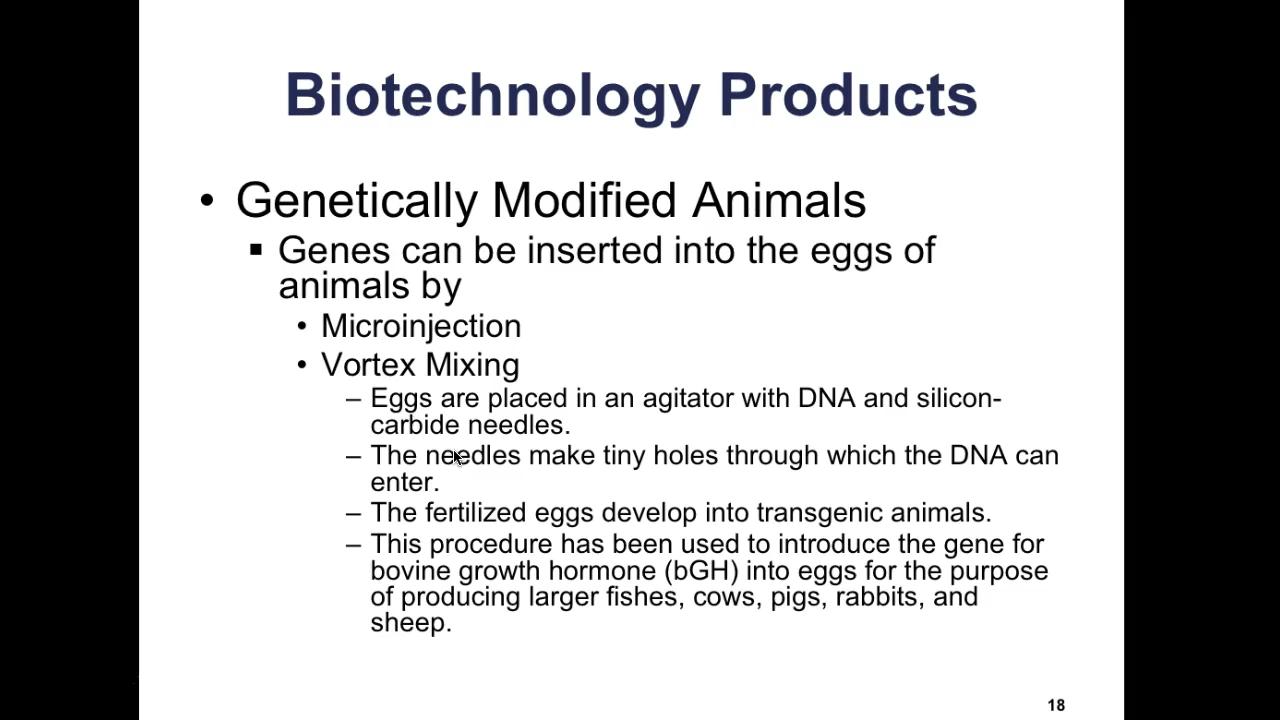 Biotechnology Products
• Genetically Modified Animals
▪ Genes can be inserted into the eggs of
animals by
• Microinjection
• Vortex Mixing
– Eggs are placed in an agitator with DNA and silicon-
carbide needles.
– The needles make tiny holes through which the DNA can
enter.
– The fertilized eggs develop into transgenic animals.
– This procedure has been used to introduce the gene for
bovine growth hormone (bGH) into eggs for the purpose
of producing larger fishes, cows, pigs, rabbits, and
sheep.
18